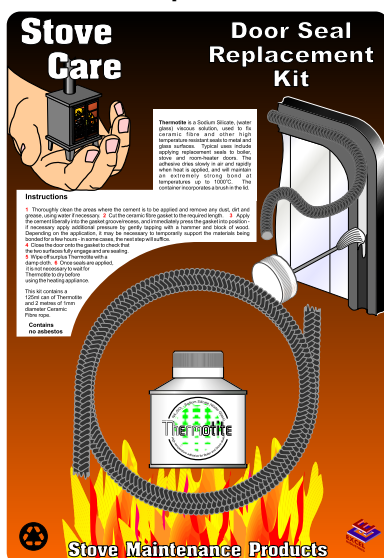 Stove
Care
Door Seal
Replacement
Kit
Thermotite is a Sodium Silicate, (water
glass) viscous solution, used to fix
ceramic fibre and other high
temperature resistant seals to metal and
glass surfaces. Typical uses include
applying replacement seals to boiler,
stove and room-heater doors. The
adhesive dries slowly in air and rapidly
when heat is applied, and will maintain
an extremely strong bond at
temperatures up to 1000°C. The
container incorporates a brush in the lid.
Instructions
1 Thoroughly clean the areas where the cement is to be applied and remove any dust, dirt and
grease, using water if necessary. 2 Cut the ceramic fibre gasket to the required length. 3 Apply
the cement liberally into the gasket groove/recess, and immediately press the gasket into position -
if necessary apply additional pressure by gently tapping with a hammer and block of wood.
Depending on the application, it may be necessary to temporarily support the materials being
bonded for a few hours - in some cases, the next step will suffice.
4 Close the door onto the gasket to check that
the two surfaces fully engage and are sealing.
5 Wipe off surplus Thermotite with a
damp cloth. 6 Once seals are applied,
it is not necessary to wait for
Thermotite to dry before
using the heating appliance.
This kit contains a
125ml can of Thermotite
and 2 metres of 1mm
diameter Ceramic
Fibre rope.
Contains
no asbestos
Thermotite
Stove Maintenance Products
EXCEL